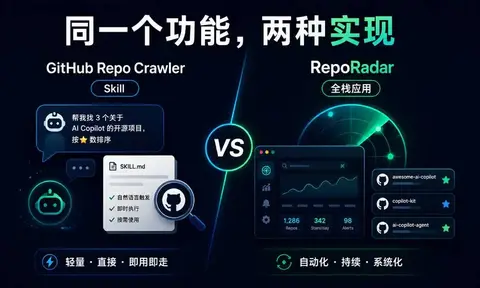 同一个功能，两种实现
GitHub Repo Crawler
Skill
帮我找 3 个关于
AI Copilot 的开源项目，
按⭐数排序
SKILL.md
✓ 自然语言触发
✓ 即时执行
✓ 按需使用
轻量 · 直接 · 即用即走
VS
RepoRadar
全栈应用
1,286
Repos
342
98
Alerts
awesome-ai-copilot
copilot-kit
ai-copilot-agent
自动化 · 持续 · 系统化